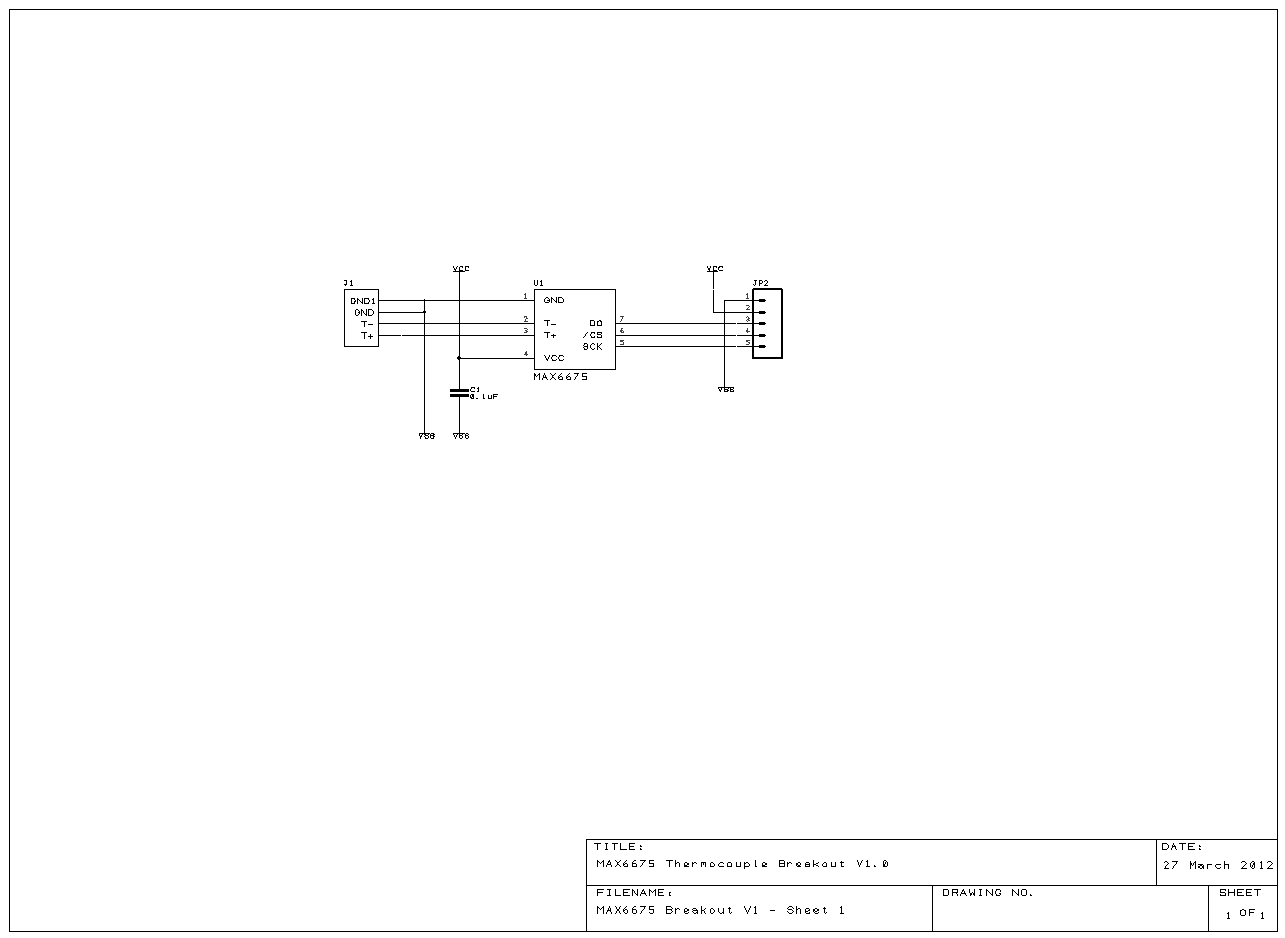 VCC
VCC
J1
U1
JP2
GND1
1
GND
1
GND
2
T-
2
T-
DO
7
3
T+
3
T+
/CS
6
4
SCK
5
5
4
VCC
MAX6675
C1
0.1uF
VSS
VSS
VSS
TITLE:
MAX6675 Thermocouple Breakout V1.0
DATE:
27 March 2012
FILENAME:
MAX6675 Breakout V1 - Sheet 1
DRAWING NO.
SHEET
1 OF 1